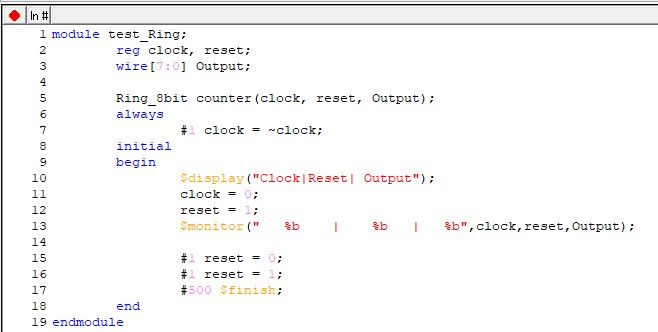 In #
1 module test_Ring;
2 reg clock, reset;
3 wire[7:0] Output;
4
5 Ring_8bit counter(clock, reset, Output);
6 always
7 #1 clock = ~clock;
8 initial
9 begin
10 $display("Clock|Reset| Output");
11 clock = 0;
12 reset = 1;
13 $monitor("   %b    |    %b   |   %b",clock,reset,Output);
14
15 #1 reset = 0;
16 #1 reset = 1;
17 #500 $finish;
18 end
19 endmodule